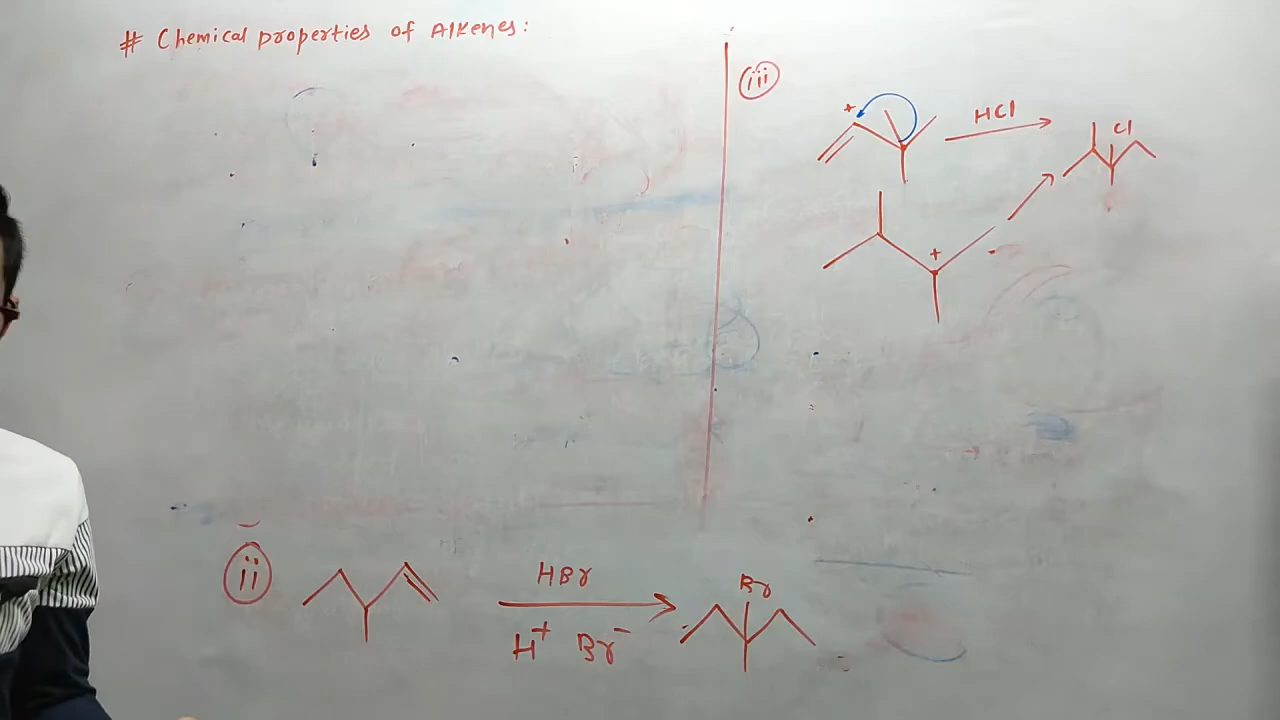 # Chemical properties of Alkenes:
iii
+
HCl
Cl
+
ii
HBr
H+ Br-
Br